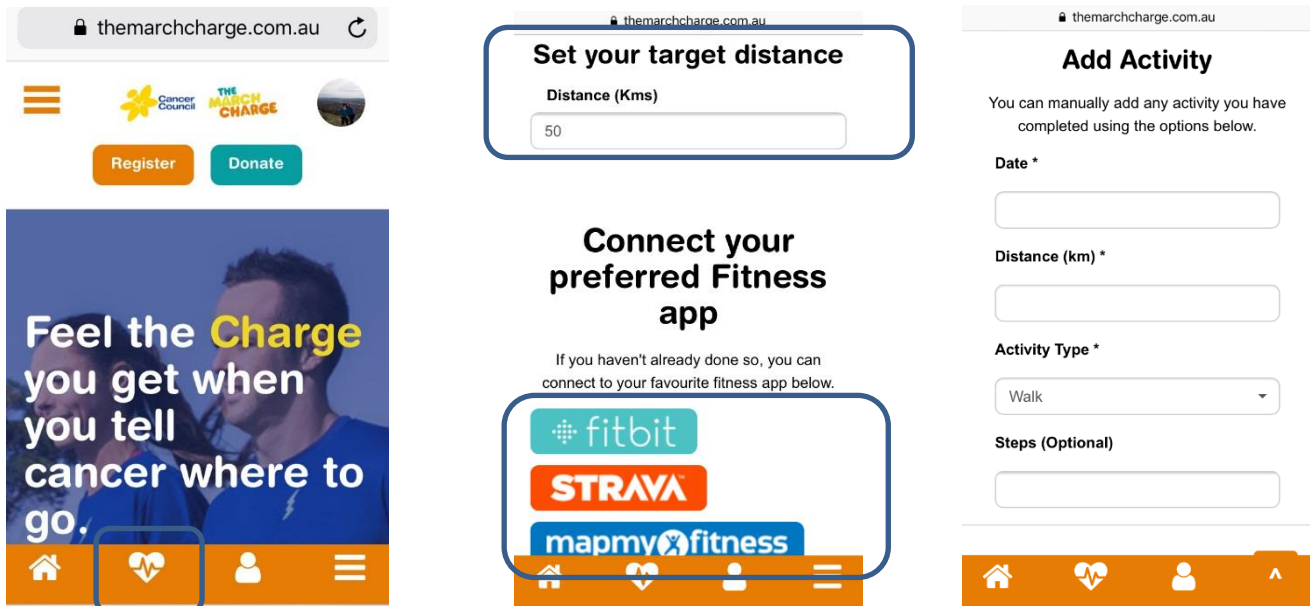 themarchcharge.com.au
Cancer
Council
THE
MARCH
CHARGE
Register
Donate
Feel the Charge
you get when
you tell
cancer where to
go.
themarchcharge.com.au
Set your target distance
Distance (Kms)
50
Connect your
preferred Fitness
app
If you haven't already done so, you can
connect to your favourite fitness app below.
fitbit
STRAVA
mapmyfitness
themarchcharge.com.au
Add Activity
You can manually add any activity you have
completed using the options below.
Date *
Distance (km) *
Activity Type *
Walk
Steps (Optional)